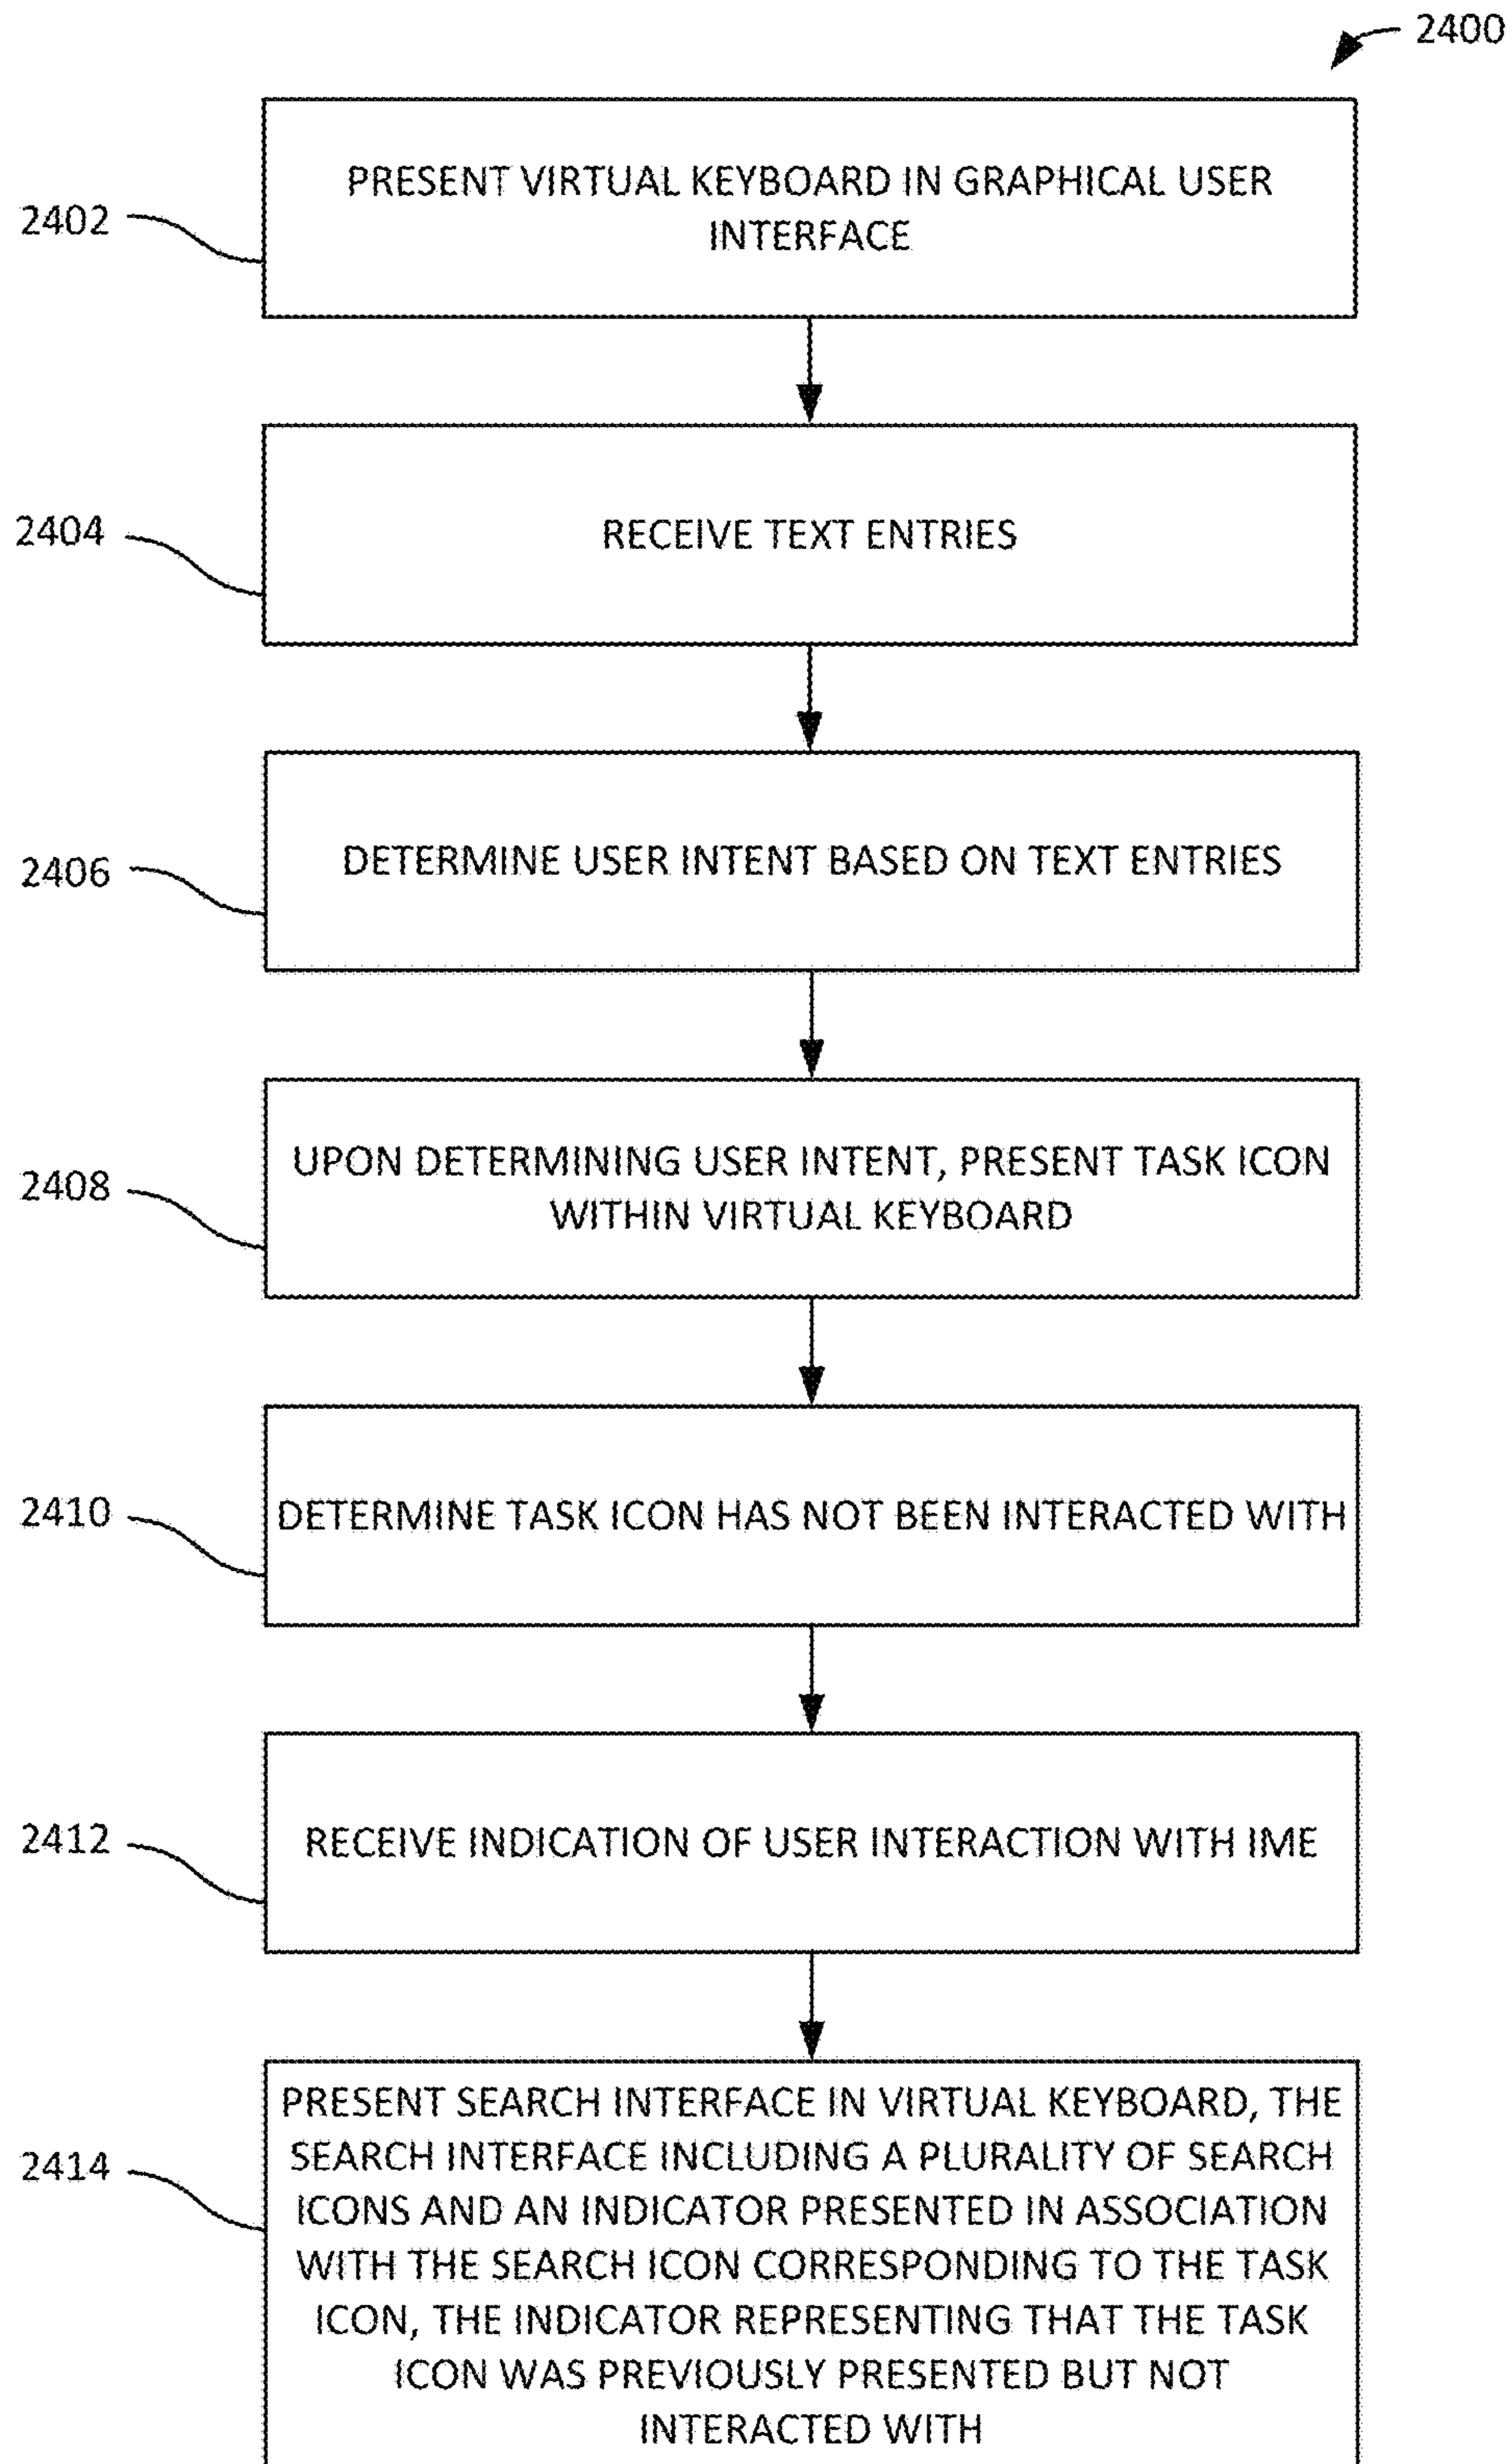 2400
2402
PRESENT VIRTUAL KEYBOARD IN GRAPHICAL USER
INTERFACE
2404
RECEIVE TEXT ENTRIES
2406
DETERMINE USER INTENT BASED ON TEXT ENTRIES
2408
UPON DETERMINING USER INTENT, PRESENT TASK ICON
WITHIN VIRTUAL KEYBOARD
2410
DETERMINE TASK ICON HAS NOT BEEN INTERACTED WITH
2412
RECEIVE INDICATION OF USER INTERACTION WITH IME
2414
PRESENT SEARCH INTERFACE IN VIRTUAL KEYBOARD, THE
SEARCH INTERFACE INCLUDING A PLURALITY OF SEARCH
ICONS AND AN INDICATOR PRESENTED IN ASSOCIATION
WITH THE SEARCH ICON CORRESPONDING TO THE TASK
ICON, THE INDICATOR REPRESENTING THAT THE TASK
ICON WAS PREVIOUSLY PRESENTED BUT NOT
INTERACTED WITH